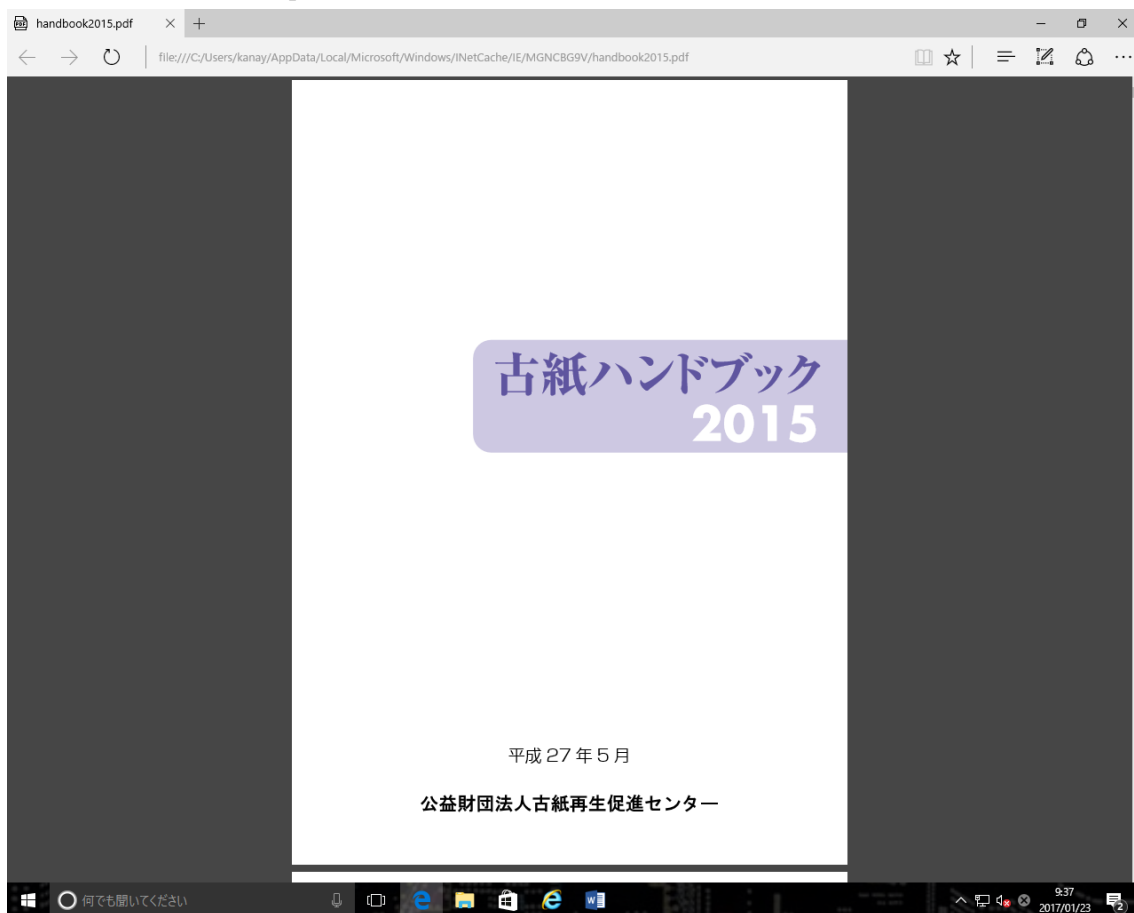 handbook2015.pdf
file:///C:/Users/kanay/AppData/Local/Microsoft/Windows/INetCache/IE/MGNCBG9V/handbook2015.pdf
古紙ハンドブック
2015
平成 27 年 5 月
公益財団法人古紙再生促進センター
何でも聞いてください
9:37
2017/01/23
2